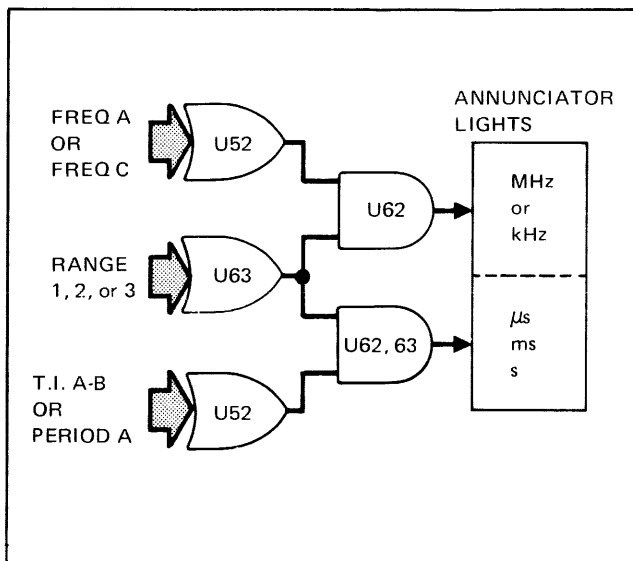 FREQ A
OR
FREQ C
U52
ANNUNCIATOR
LIGHTS
U62
MHz
or
kHz
RANGE
1, 2, or 3
U63
U62, 63
µs
ms
s
T.I. A-B
OR
PERIOD A
U52